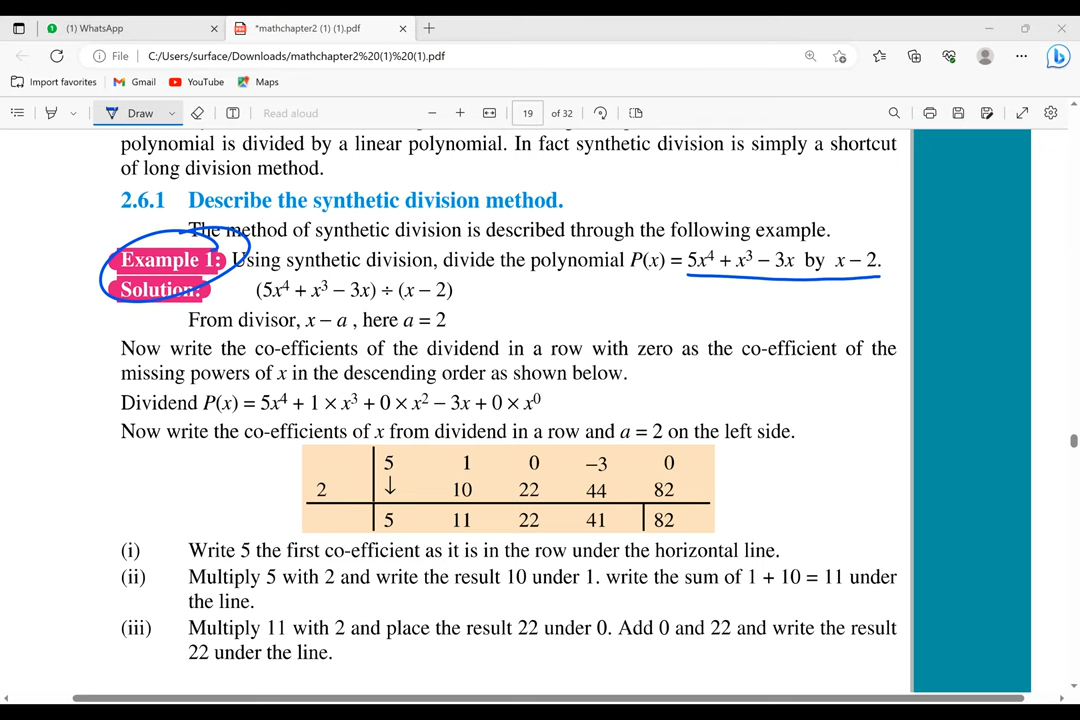 (1) WhatsApp
*mathchapter2 (1) (1).pdf
File C:/Users/surface/Downloads/mathchapter2%20(1)%20(1).pdf
Import favorites Gmail YouTube Maps
Draw Read aloud 19 of 32
polynomial is divided by a linear polynomial. In fact synthetic division is simply a shortcut
of long division method.
2.6.1 Describe the synthetic division method.
The method of synthetic division is described through the following example.
Example 1: Using synthetic division, divide the polynomial P(x) = 5x⁴ + x³ − 3x by x − 2.
Solution: (5x⁴ + x³ − 3x) ÷ (x − 2)
From divisor, x − a , here a = 2
Now write the co-efficients of the dividend in a row with zero as the co-efficient of the
missing powers of x in the descending order as shown below.
Dividend P(x) = 5x⁴ + 1 × x³ + 0 × x² − 3x + 0 × x⁰
Now write the co-efficients of x from dividend in a row and a = 2 on the left side.
5 1 0 −3 0
2 ↓ 10 22 44 82
5 11 22 41 82
(i) Write 5 the first co-efficient as it is in the row under the horizontal line.
(ii) Multiply 5 with 2 and write the result 10 under 1. write the sum of 1 + 10 = 11 under
the line.
(iii) Multiply 11 with 2 and place the result 22 under 0. Add 0 and 22 and write the result
22 under the line.